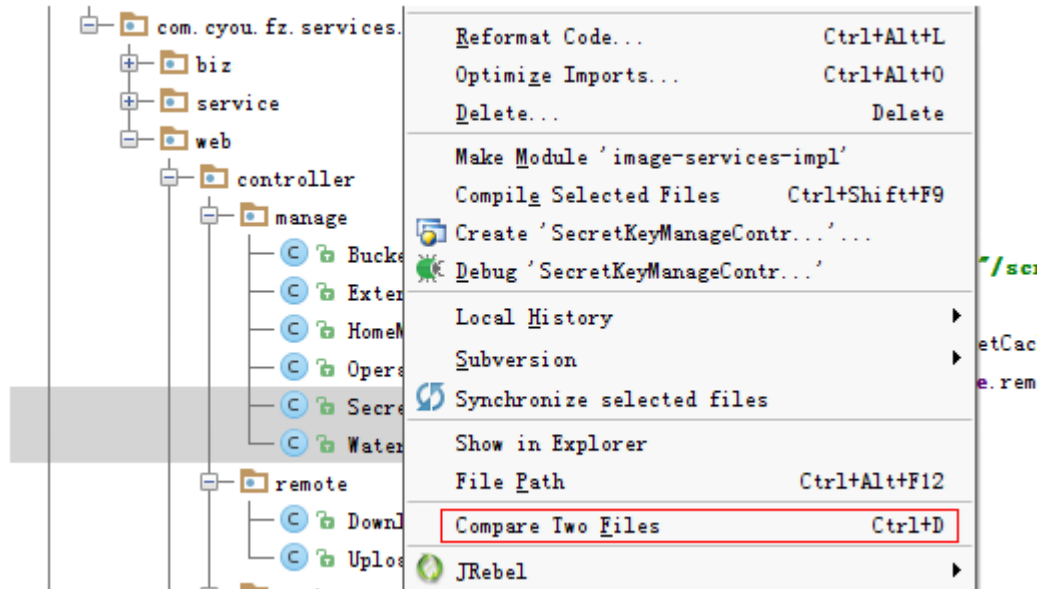 com.cyou.fz.services.
biz
service
web
controller
manage
Bucke
Exter
HomeM
Opera
Secre
Water
remote
Downl
Uploa
Reformat Code... Ctrl+Alt+L
Optimize Imports... Ctrl+Alt+O
Delete... Delete
Make Module 'image-services-impl'
Compile Selected Files Ctrl+Shift+F9
Create 'SecretKeyManageContr...'...
Debug 'SecretKeyManageContr...'
Local History
Subversion
Synchronize selected files
Show in Explorer
File Path Ctrl+Alt+F12
Compare Two Files Ctrl+D
JRebel
"/scr
etCac
e.rem